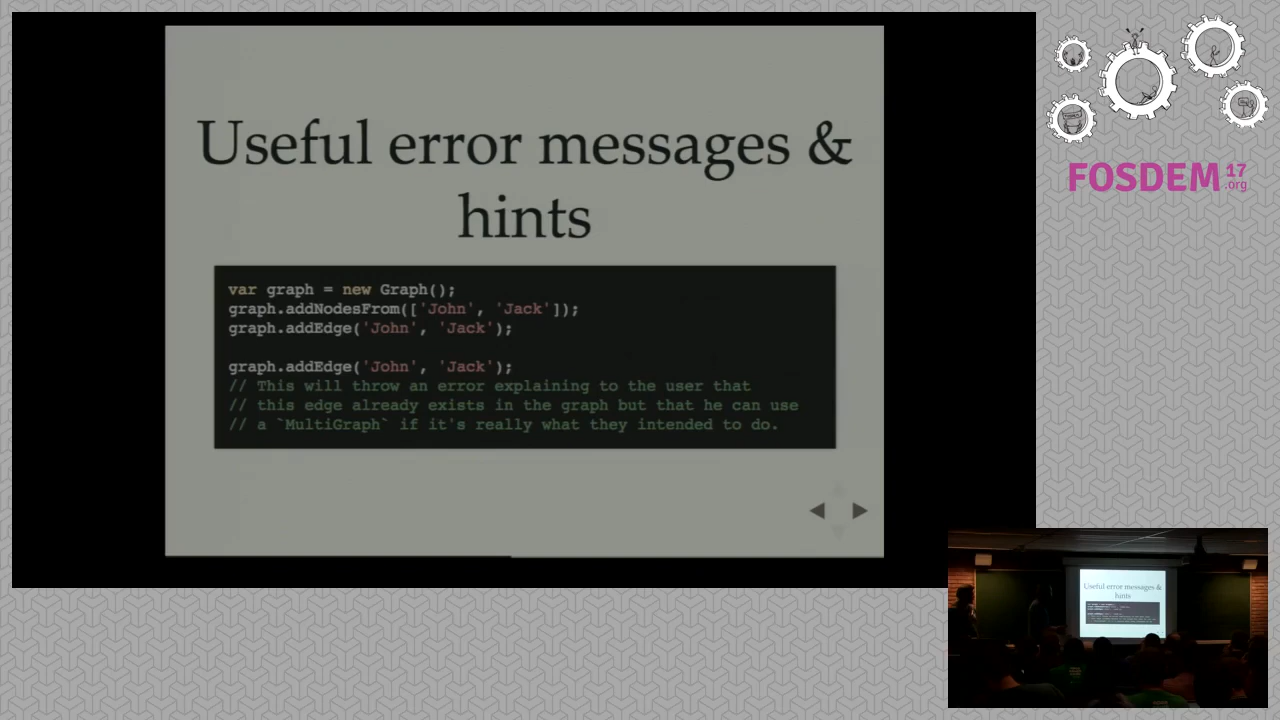 Useful error messages &
hints
var graph = new Graph();
graph.addNodesFrom(['John', 'Jack']);
graph.addEdge('John', 'Jack');
graph.addEdge('John', 'Jack');
// This will throw an error explaining to the user that
// this edge already exists in the graph but that he can use
// a `MultiGraph` if it's really what they intended to do.
FOSDEM 17
.org
Useful error messages &
hints